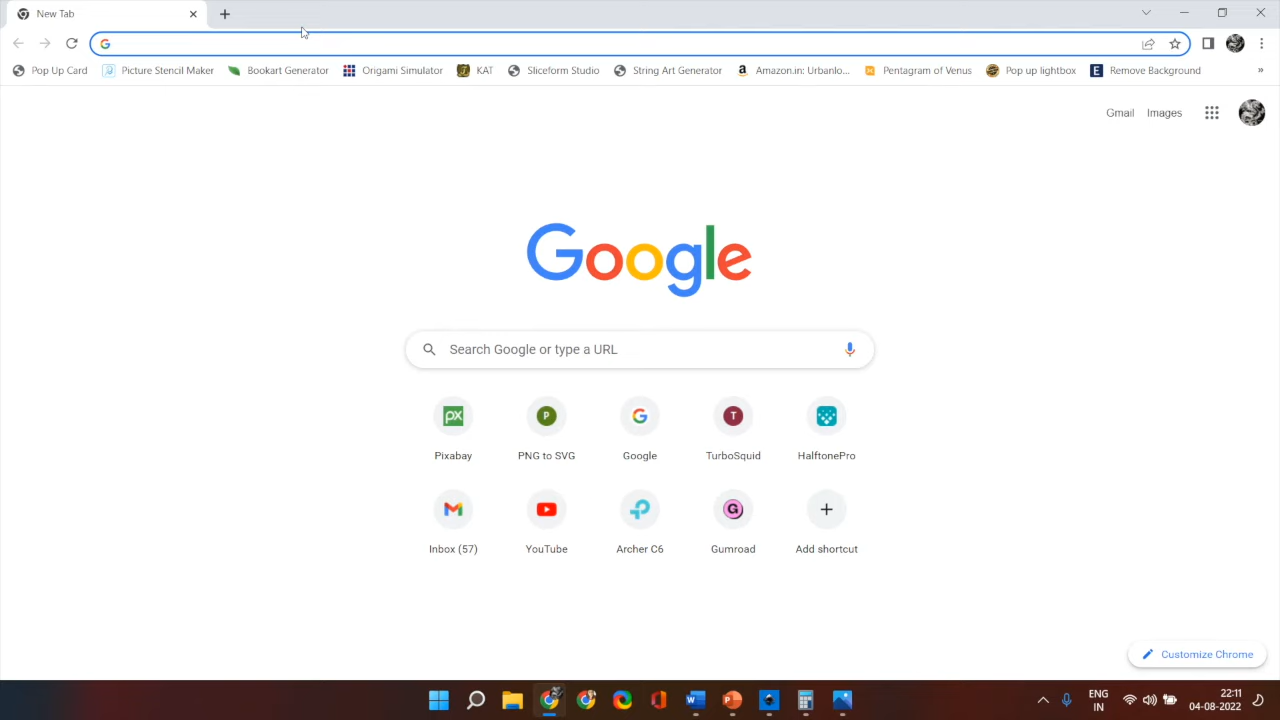 New Tab
Pop Up Card Picture Stencil Maker Bookart Generator Origami Simulator KAT Sliceform Studio String Art Generator Amazon.in: Urbanlo... Pentagram of Venus Pop up lightbox Remove Background »
Gmail Images
Google
Search Google or type a URL
Pixabay PNG to SVG Google TurboSquid HalftonePro
Inbox (57) YouTube Archer C6 Gumroad Add shortcut
Customize Chrome
ENG 22:11
IN 04-08-2022